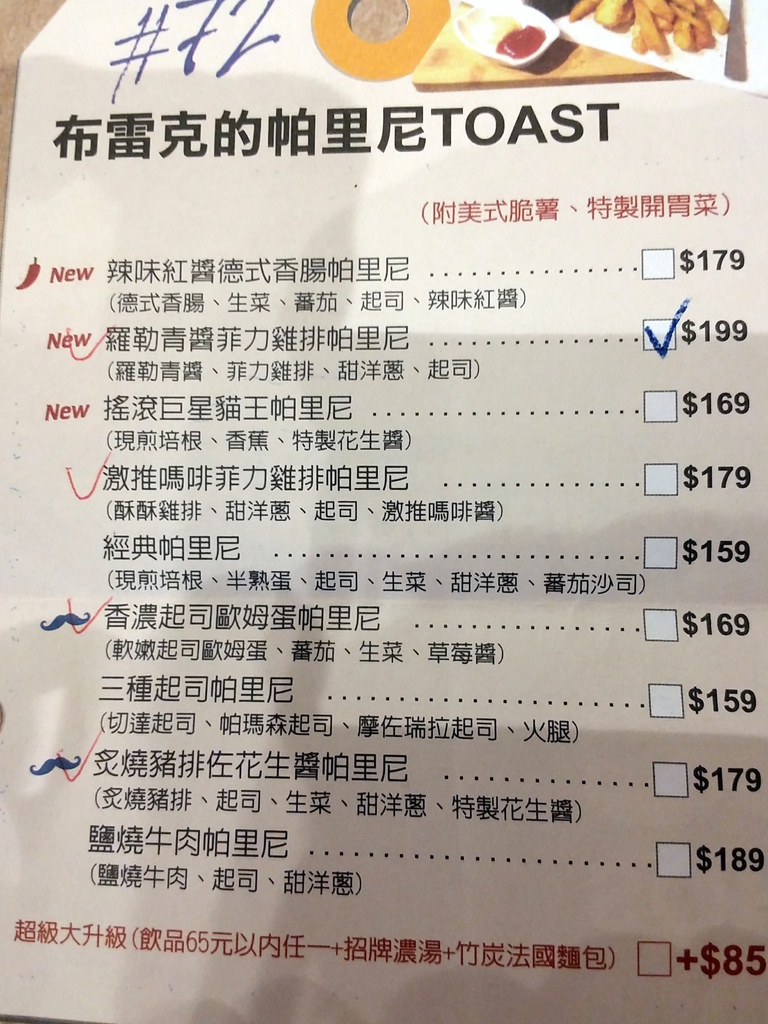 #72
布雷克的帕里尼TOAST
（附美式脆薯、特製開胃菜）
New 辣味紅醬德式香腸帕里尼 $179
(德式香腸、生菜、蕃茄、起司、辣味紅醬)
New 羅勒青醬菲力雞排帕里尼 $199
(羅勒青醬、菲力雞排、甜洋蔥、起司)
New 搖滾巨星貓王帕里尼 $169
(現煎培根、香蕉、特製花生醬)
激推嗎啡菲力雞排帕里尼 $179
(酥酥雞排、甜洋蔥、起司、激推嗎啡醬)
經典帕里尼 $159
(現煎培根、半熟蛋、起司、生菜、甜洋蔥、蕃茄沙司)
香濃起司歐姆蛋帕里尼 $169
(軟嫩起司歐姆蛋、蕃茄、生菜、草莓醬)
三種起司帕里尼 $159
(切達起司、帕瑪森起司、摩佐瑞拉起司、火腿)
炙燒豬排佐花生醬帕里尼 $179
(炙燒豬排、起司、生菜、甜洋蔥、特製花生醬)
鹽燒牛肉帕里尼 $189
(鹽燒牛肉、起司、甜洋蔥)
超級大升級(飲品65元以內任一+招牌濃湯+竹炭法國麵包) +$85